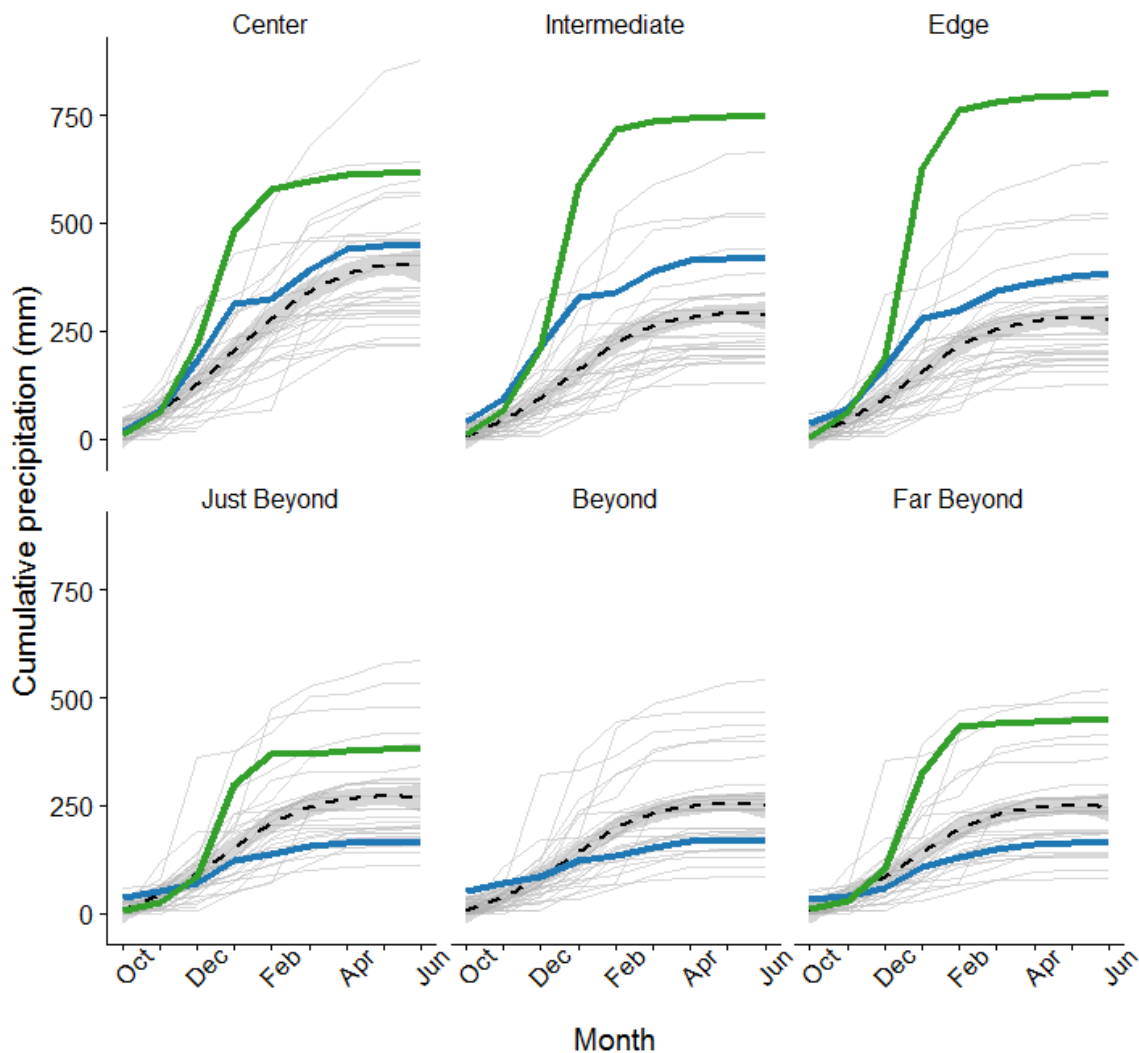 Center Intermediate Edge
Cumulative precipitation (mm)
750
500
250
0
Just Beyond Beyond Far Beyond
750
500
250
0
Oct Dec Feb Apr Jun Oct Dec Feb Apr Jun Oct Dec Feb Apr Jun
Month